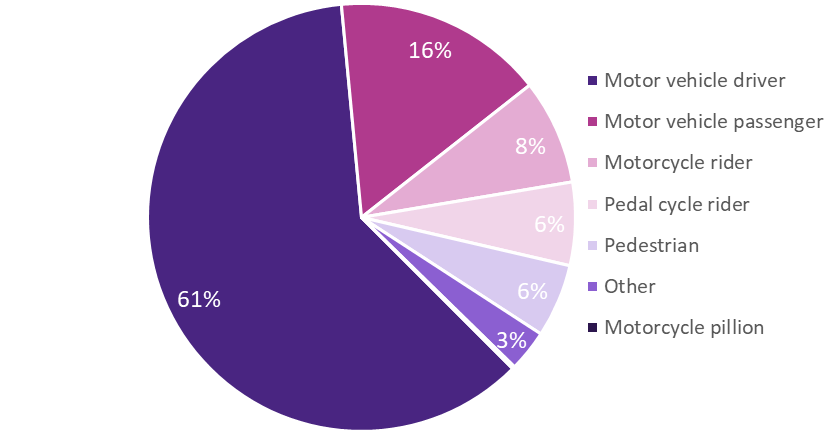 16%
8%
6%
6%
3%
61%
Motor vehicle driver
Motor vehicle passenger
Motorcycle rider
Pedal cycle rider
Pedestrian
Other
Motorcycle pillion